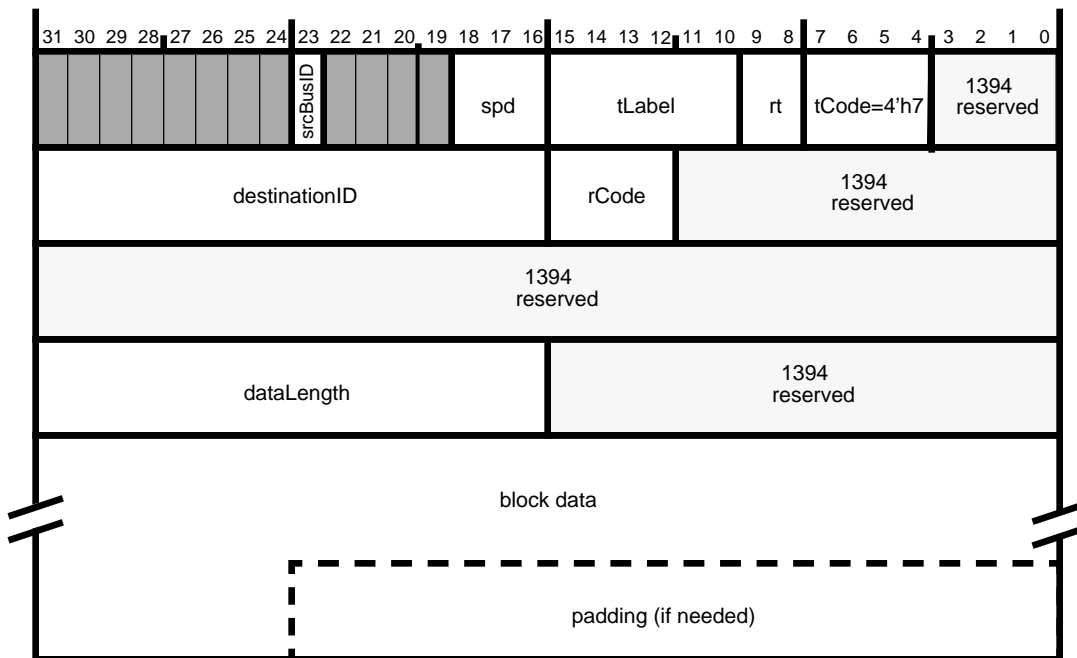 31 30 29 28 27 26 25 24 23 22 21 20 19 18 17 16 15 14 13 12 11 10 9 8 7 6 5 4 3 2 1 0
srcBusID spd tLabel rt tCode=4'h7 1394
reserved
destinationID rCode 1394
reserved
1394
reserved
dataLength 1394
reserved
block data
padding (if needed)